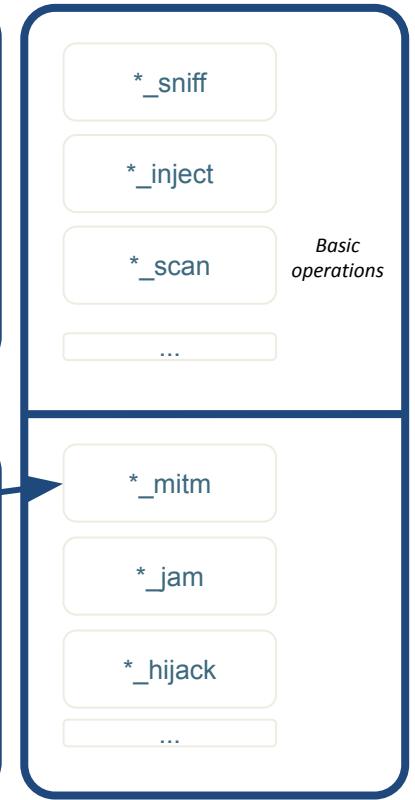 *_sniff
*_inject
*_scan
Basic
operations
...
*_mitm
*_jam
*_hijack
...